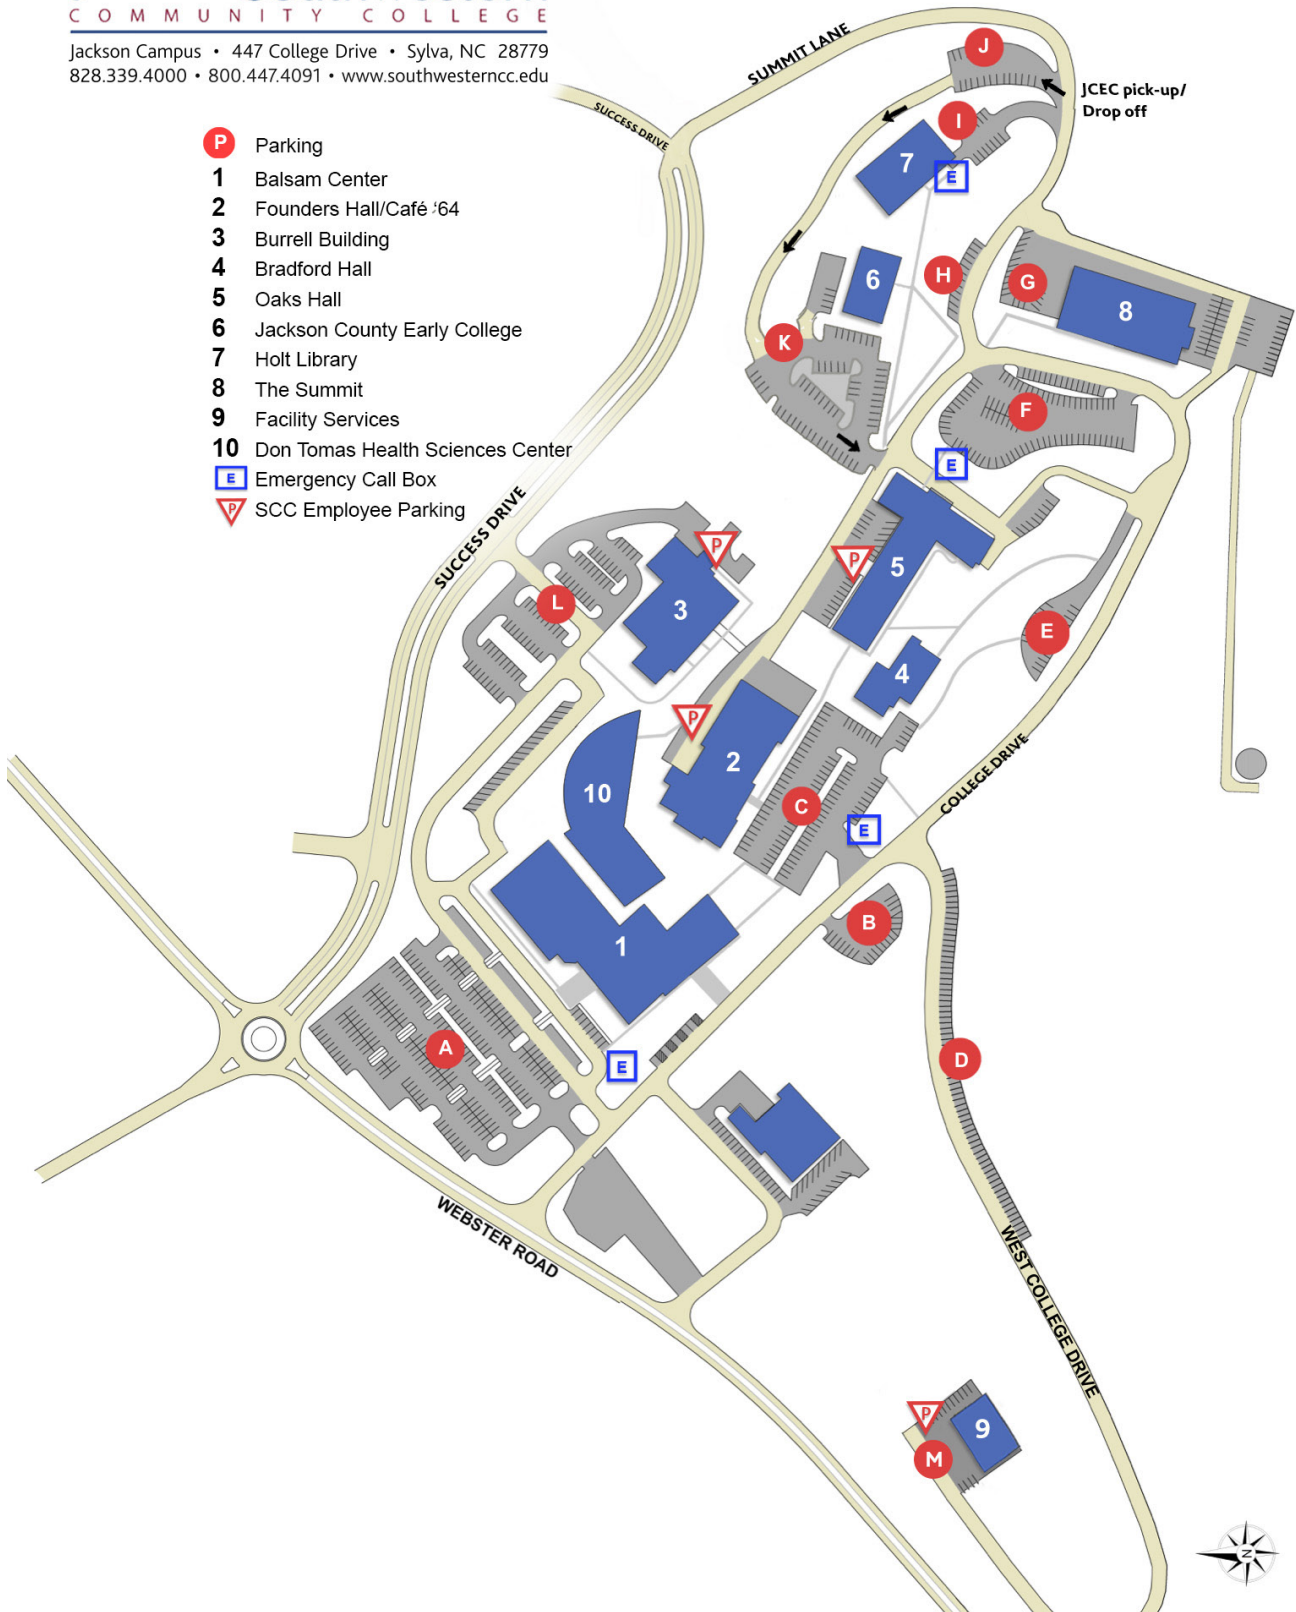 COMMUNITY COLLEGE
Jackson Campus • 447 College Drive • Sylva, NC 28779
828.339.4000 • 800.447.4091 • www.southwesterncc.edu
P Parking
1 Balsam Center
2 Founders Hall/Café ‘64
3 Burrell Building
4 Bradford Hall
5 Oaks Hall
6 Jackson County Early College
7 Holt Library
8 The Summit
9 Facility Services
10 Don Tomas Health Sciences Center
E Emergency Call Box
P SCC Employee Parking
SUMMIT LANE
SUCCESS DRIVE
J
JCEC pick-up/
Drop off
I
7
E
H
G
6
8
K
F
E
SUCCESS DRIVE
P
P
5
L
3
E
4
P
2
10
C
E
COLLEGE DRIVE
B
1
A
E
D
WEBSTER ROAD
WEST COLLEGE DRIVE
P
9
M
N